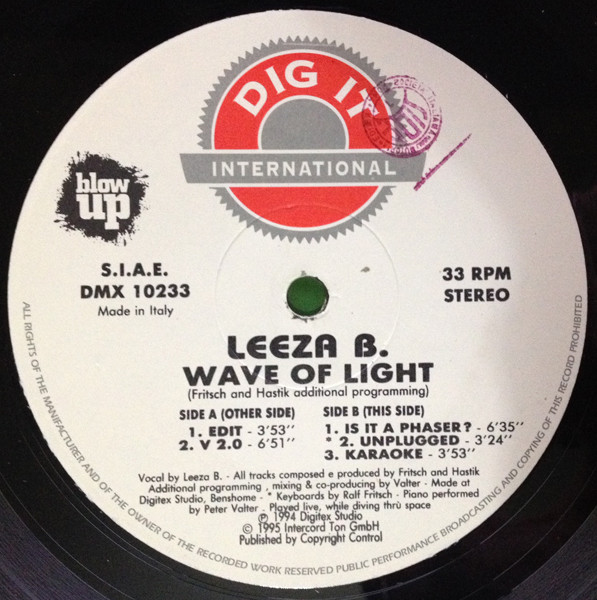 DIG IT
INTERNATIONAL
blow
up
S.I.A.E.
DMX 10233
Made in Italy
33 RPM
STEREO
LEEZA B.
WAVE OF LIGHT
(Fritsch and Hastik additional programming)
SIDE A (OTHER SIDE)
1. EDIT - 3'53"
2. V 2.0 - 6'51"
SIDE B (THIS SIDE)
1. IS IT A PHASER? - 6'35"
* 2. UNPLUGGED - 3'24"
3. KARAOKE - 3'53"
Vocal by Leeza B. - All tracks composed e produced by Fritsch and Hastik
Additional programming , mixing & co-producing by Valter - Made at
Digitex Studio, Benshome - * Keyboards by Ralf Fritsch - Piano performed
by Peter Valter - Played live, while diving thrù space
℗ 1994 Digitex Studio
© 1995 Intercord Ton GmbH
Published by Copyright Control
ALL RIGHTS OF THE MANIFACTURER AND OF THE OWNER OF THE RECORDED WORK RESERVED PUBLIC PERFORMANCE BROADCASTING AND COPYING OF THIS RECORD PROHIBITED